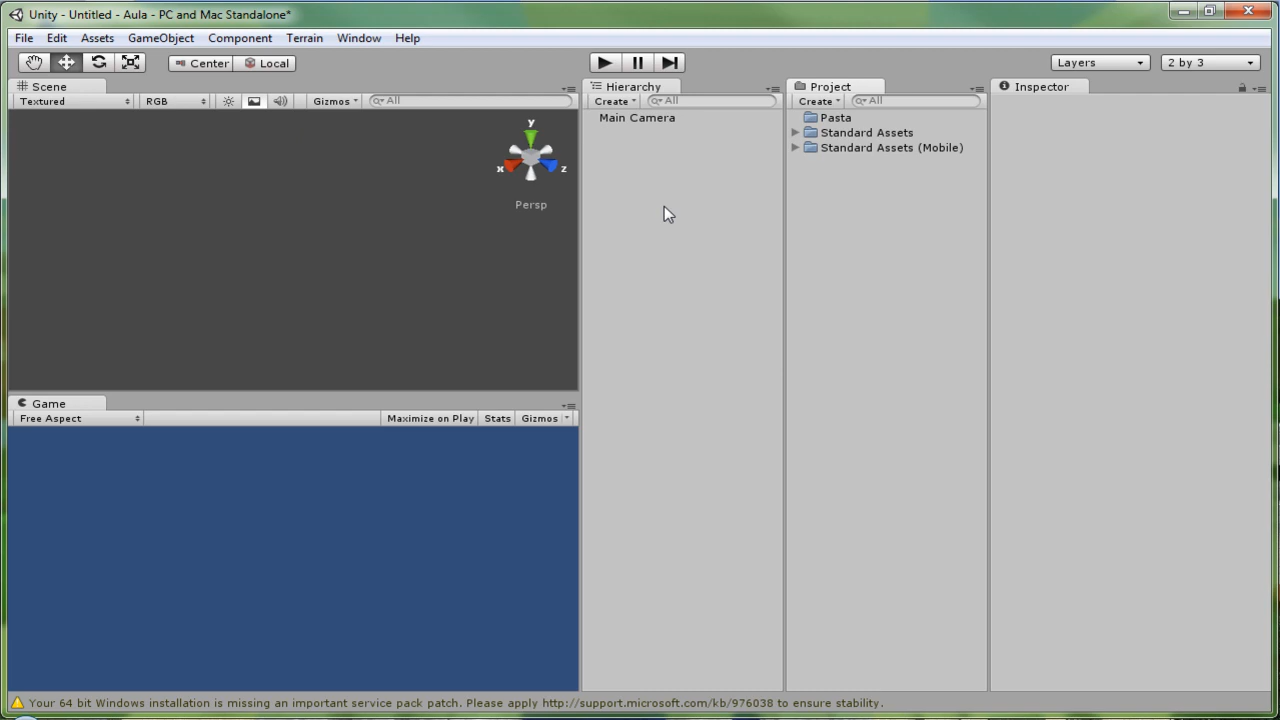 Unity - Untitled - Aula - PC and Mac Standalone*
File Edit Assets GameObject Component Terrain Window Help
Center Local Layers 2 by 3
Scene
Textured RGB Gizmos All
y
x z
Persp
Game
Free Aspect Maximize on Play Stats Gizmos
Hierarchy
Create All
Main Camera
Project
Create All
Pasta
Standard Assets
Standard Assets (Mobile)
Inspector
Your 64 bit Windows installation is missing an important service pack patch. Please apply http://support.microsoft.com/kb/976038 to ensure stability.